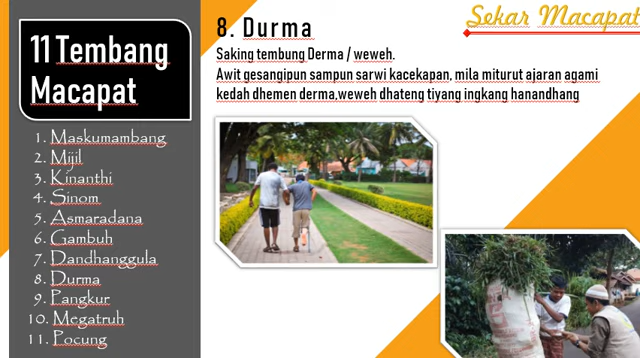 Sekar Macapat
11 Tembang
Macapat
1. Maskumambang
2. Mijil
3. Kinanthi
4. Sinom
5. Asmaradana
6. Gambuh
7. Dandhanggula
8. Durma
9. Pangkur
10. Megatruh
11. Pocung
8. Durma
Saking tembung Derma / weweh.
Awit gesangipun sampun sarwi kacekapan, mila miturut ajaran agami
kedah dhemen derma,weweh dhateng tiyang ingkang hanandhang